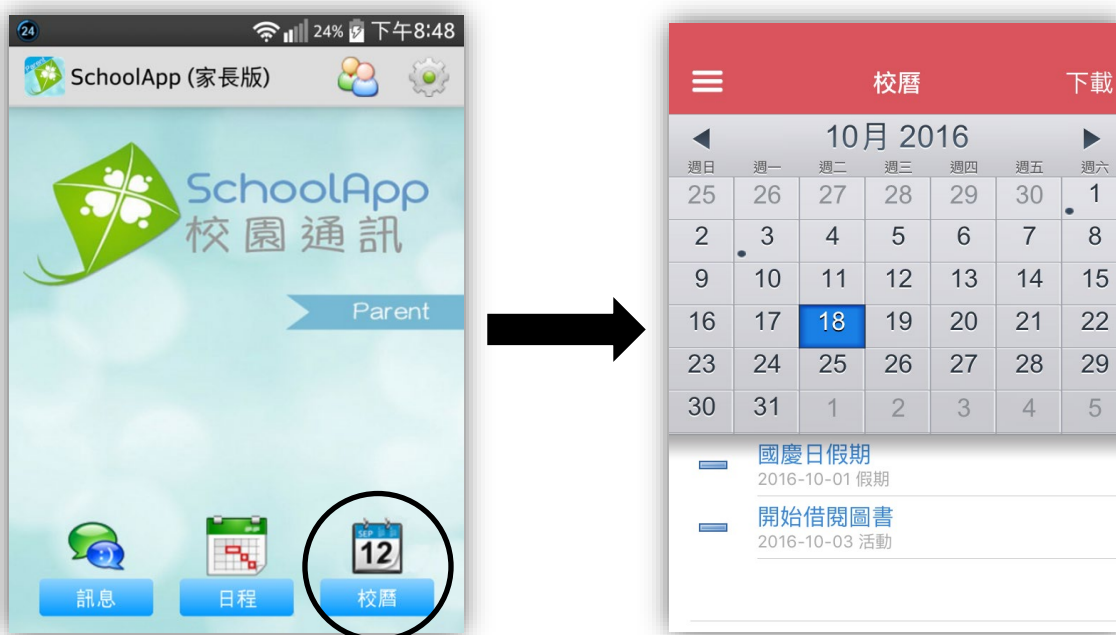 24
24% 下午8:48
SchoolApp (家長版)
SchoolApp
校園通訊
Parent
SEP
12
訊息
日程
校曆
校曆
下載
10月 2016
週日 週一 週二 週三 週四 週五 週六
25 26 27 28 29 30 1
2 3 4 5 6 7 8
9 10 11 12 13 14 15
16 17 18 19 20 21 22
23 24 25 26 27 28 29
30 31 1 2 3 4 5
國慶日假期
2016-10-01 假期
開始借閱圖書
2016-10-03 活動